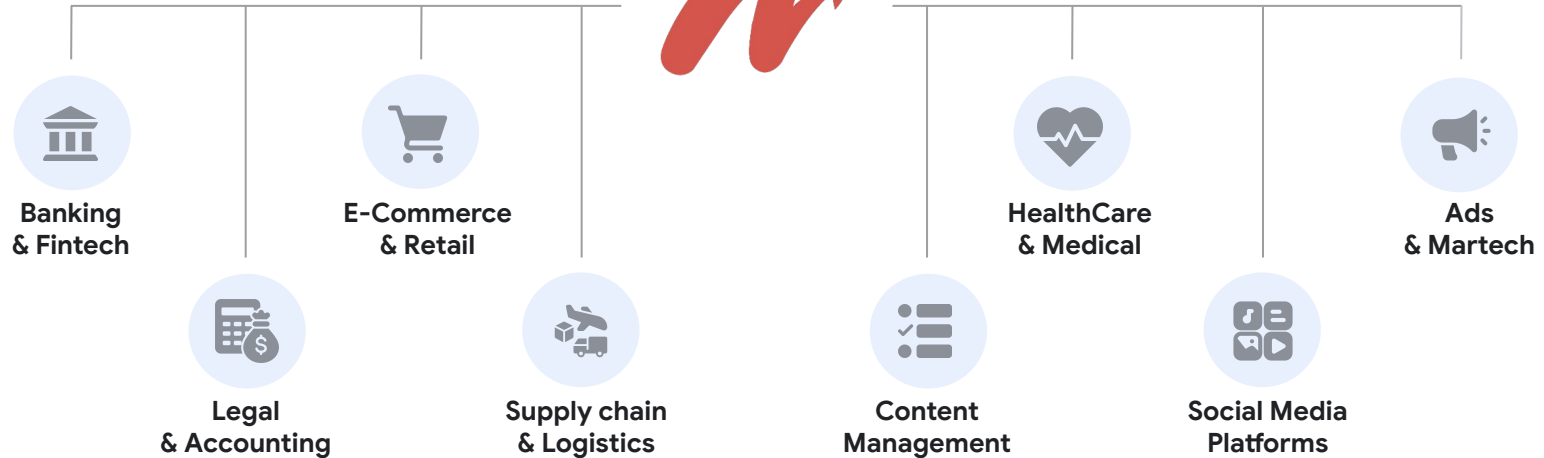 Banking
& Fintech
E-Commerce
& Retail
HealthCare
& Medical
Ads
& Martech
$
Legal
& Accounting
Supply chain
& Logistics
Content
Management
Social Media
Platforms